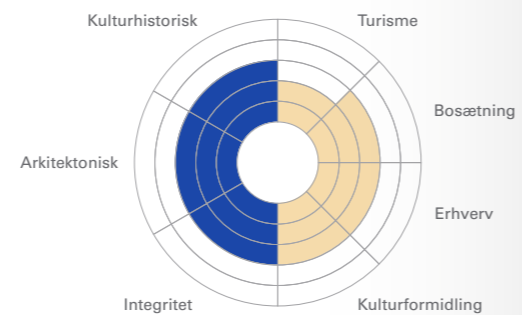 Kulturhistorisk
Turisme
Bosætning
Arkitektonisk
Erhverv
Integritet
Kulturformidling